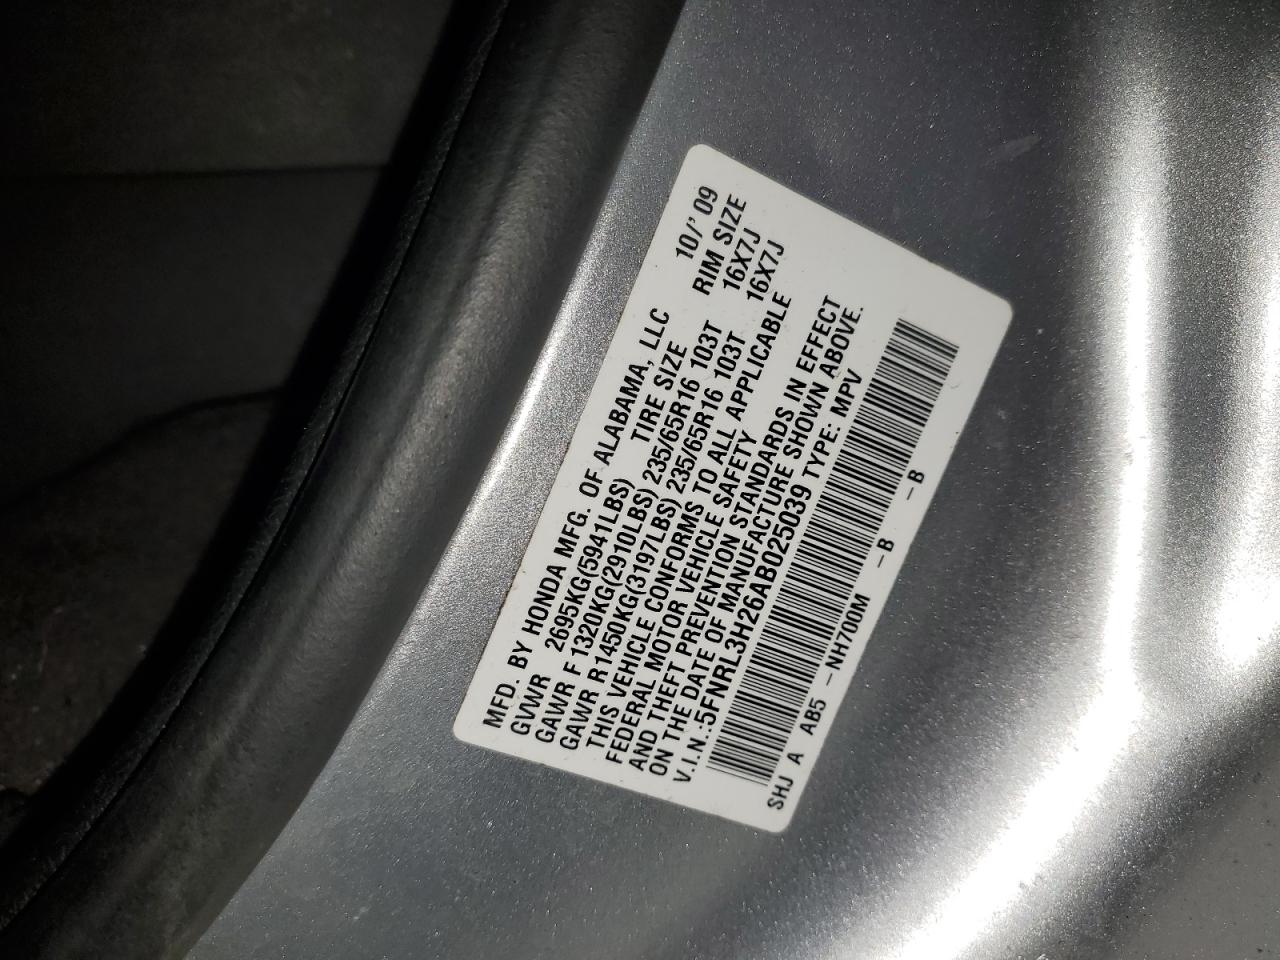 MFD. BY HONDA MFG. OF ALABAMA, LLC 10/' 09
GVWR 2695KG(5941LBS) TIRE SIZE RIM SIZE
GAWR F 1320KG(2910LBS) 235/65R16 103T 16X7J
GAWR R1450KG(3197LBS) 235/65R16 103T 16X7J
THIS VEHICLE CONFORMS TO ALL APPLICABLE
FEDERAL MOTOR VEHICLE SAFETY
AND THEFT PREVENTION STANDARDS IN EFFECT
ON THE DATE OF MANUFACTURE SHOWN ABOVE.
V.I.N.:5FNRL3H26AB025039 TYPE: MPV
SHJ A AB5 -NH700M -B -B